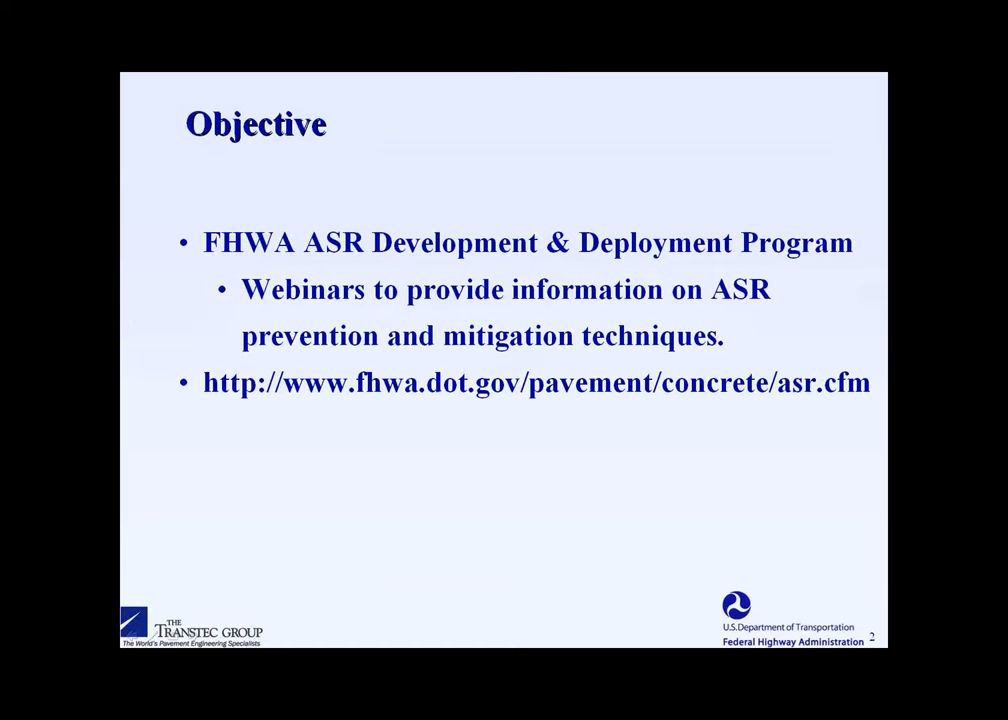 Objective
• FHWA ASR Development & Deployment Program
• Webinars to provide information on ASR
prevention and mitigation techniques.
• http://www.fhwa.dot.gov/pavement/concrete/asr.cfm
THE
TRANSTEC GROUP
The World's Pavement Engineering Specialists
U.S.Department of Transportation
Federal Highway Administration
2